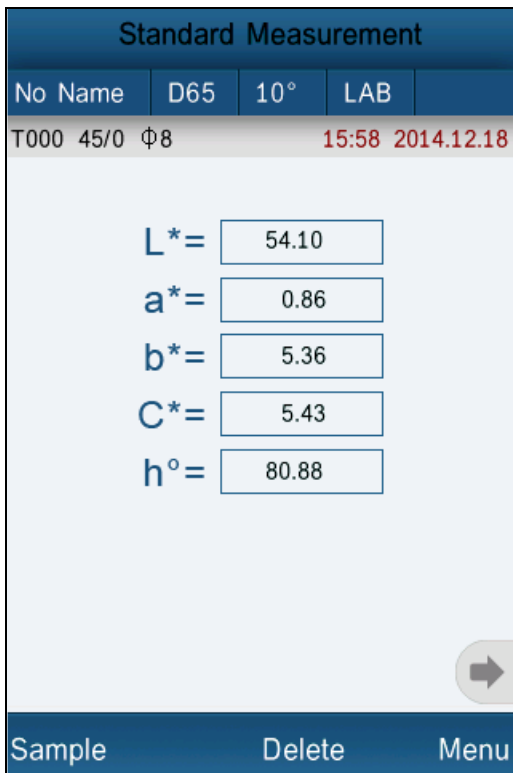 Standard Measurement
No Name D65 10° LAB
T000 45/0 Φ8 15:58 2014.12.18
L*= 54.10
a*= 0.86
b*= 5.36
C*= 5.43
h°= 80.88
Sample Delete Menu